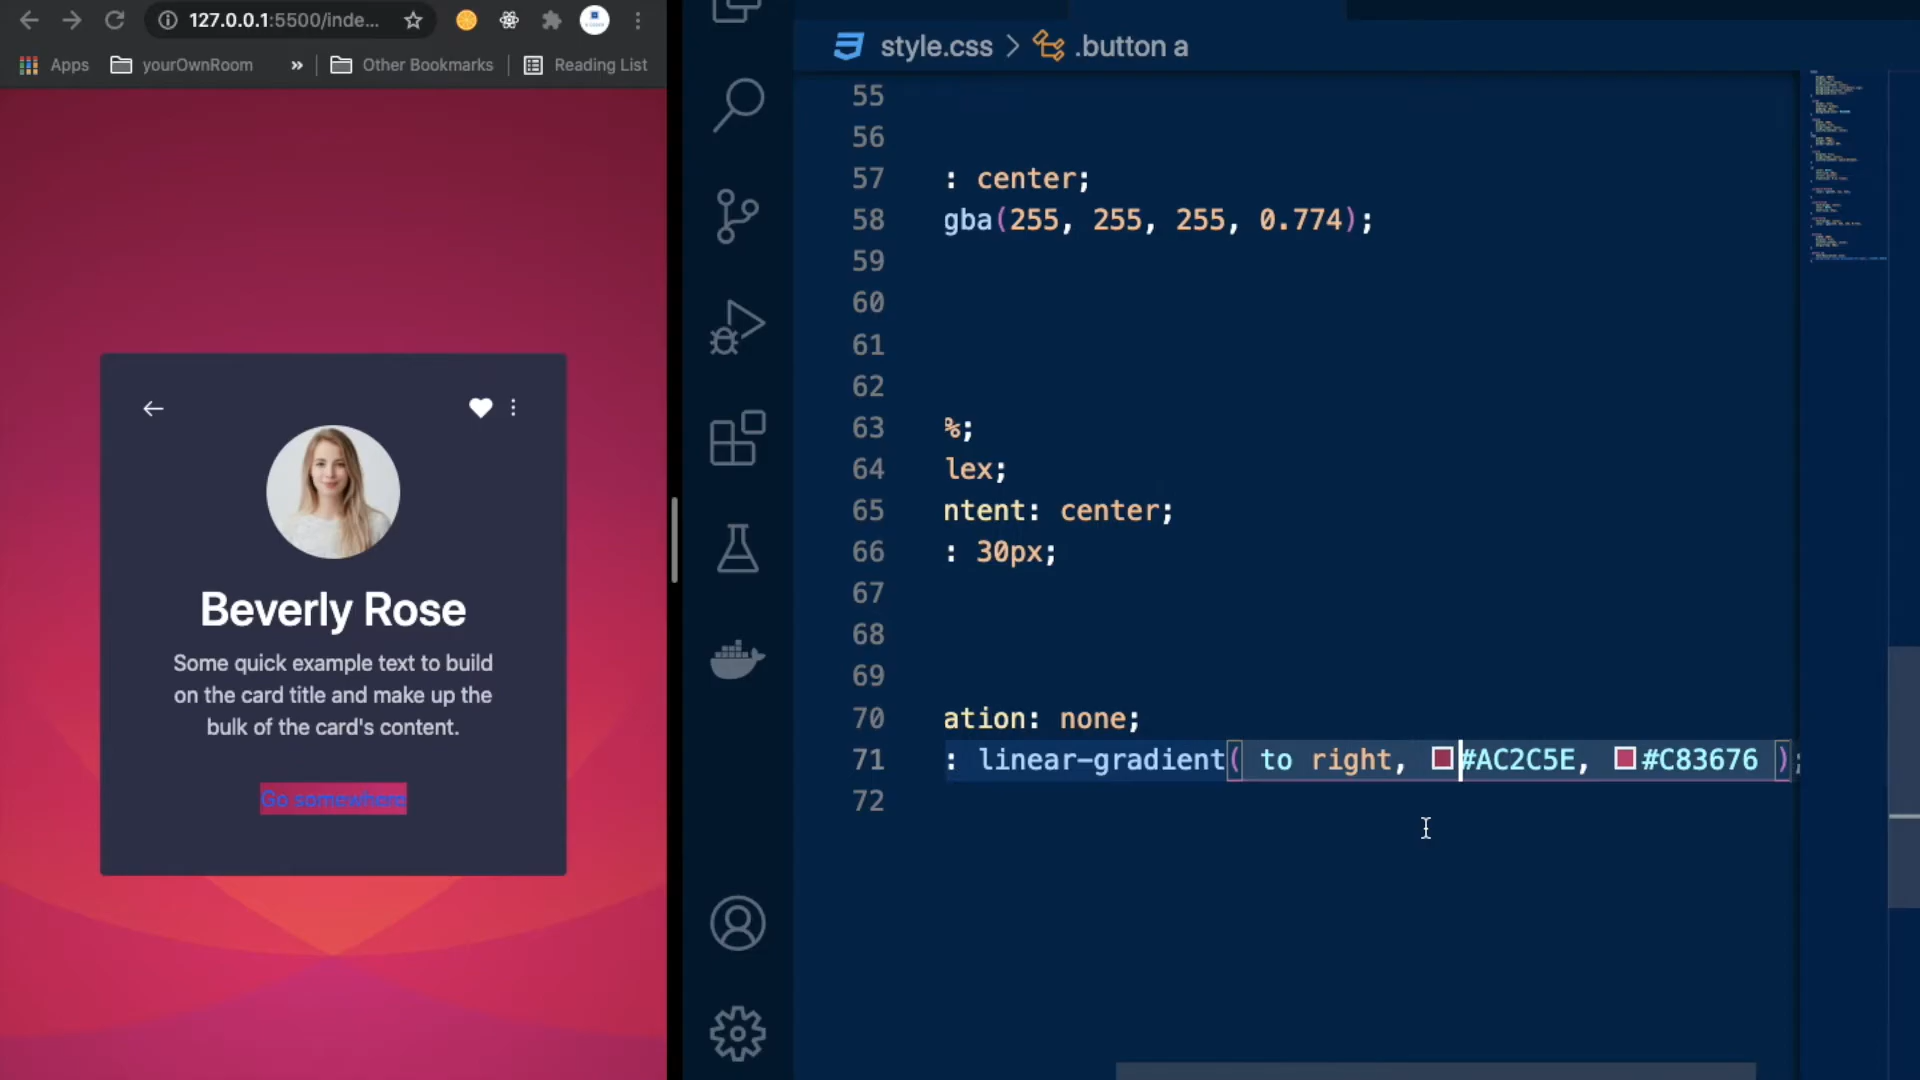 127.0.0.1:5500/inde...
Apps
yourOwnRoom
»
Other Bookmarks
Reading List
Beverly Rose
Some quick example text to build
on the card title and make up the
bulk of the card's content.
Go somewhere
style.css > .button a
55
56
57 : center;
58 gba(255, 255, 255, 0.774);
59
60
61
62
63 %;
64 lex;
65 ntent: center;
66 : 30px;
67
68
69
70 ation: none;
71 : linear-gradient( to right, #AC2C5E, #C83676 );
72